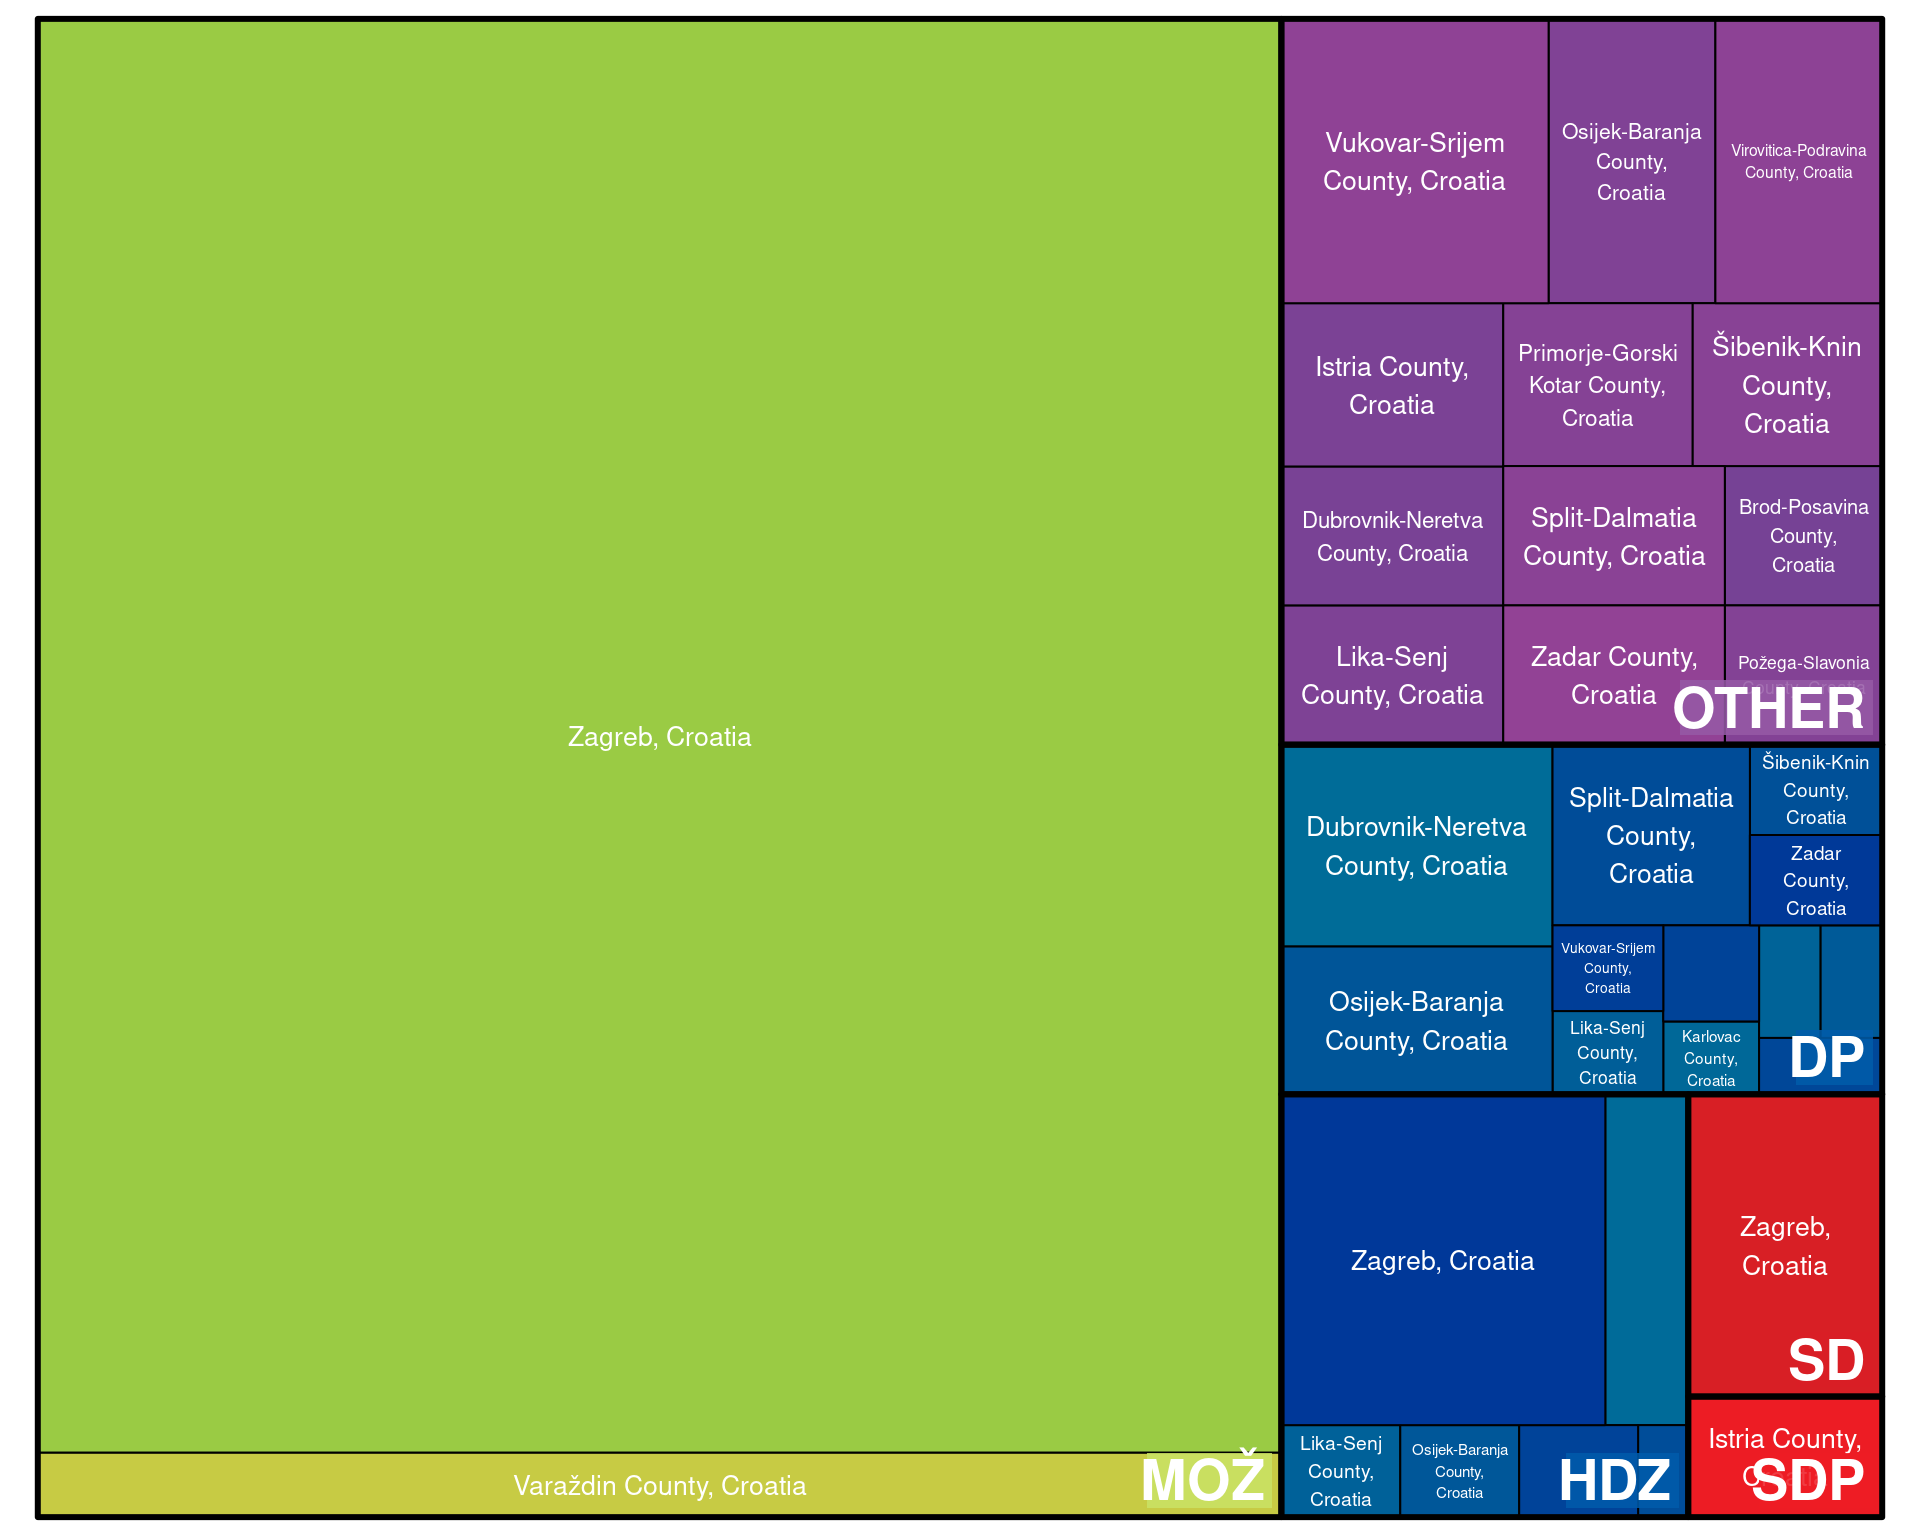 Zagreb, Croatia
Varaždin County, Croatia
MOŽ
Vukovar-Srijem
County, Croatia
Osijek-Baranja
County,
Croatia
Virovitica-Podravina
County, Croatia
Istria County,
Croatia
Primorje-Gorski
Kotar County,
Croatia
Šibenik-Knin
County,
Croatia
Dubrovnik-Neretva
County, Croatia
Split-Dalmatia
County, Croatia
Brod-Posavina
County,
Croatia
Lika-Senj
County, Croatia
Zadar County,
Croatia
Požega-Slavonia
County, Croatia
OTHER
Dubrovnik-Neretva
County, Croatia
Split-Dalmatia
County,
Croatia
Šibenik-Knin
County,
Croatia
Zadar
County,
Croatia
Osijek-Baranja
County, Croatia
Vukovar-Srijem
County,
Croatia
Lika-Senj
County,
Croatia
Karlovac
County,
Croatia
DP
Zagreb, Croatia
Lika-Senj
County,
Croatia
Osijek-Baranja
County,
Croatia
HDZ
Zagreb,
Croatia
SD
Istria County,
SDP